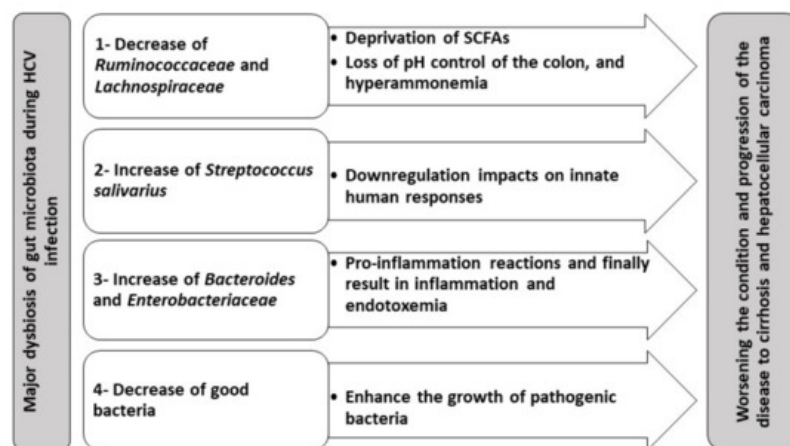 Major dysbiosis of gut microbiota during HCV
infection
1- Decrease of
Ruminococcaceae and
Lachnospiraceae
• Deprivation of SCFAs
• Loss of pH control of the colon, and
hyperammonemia
2- Increase of Streptococcus
salivarius
• Downregulation impacts on innate
human responses
3- Increase of Bacteroides
and Enterobacteriaceae
• Pro-inflammation reactions and finally
result in inflammation and
endotoxemia
4- Decrease of good
bacteria
• Enhance the growth of pathogenic
bacteria
Worsening the condition and progression of the
disease to cirrhosis and hepatocellular carcinoma